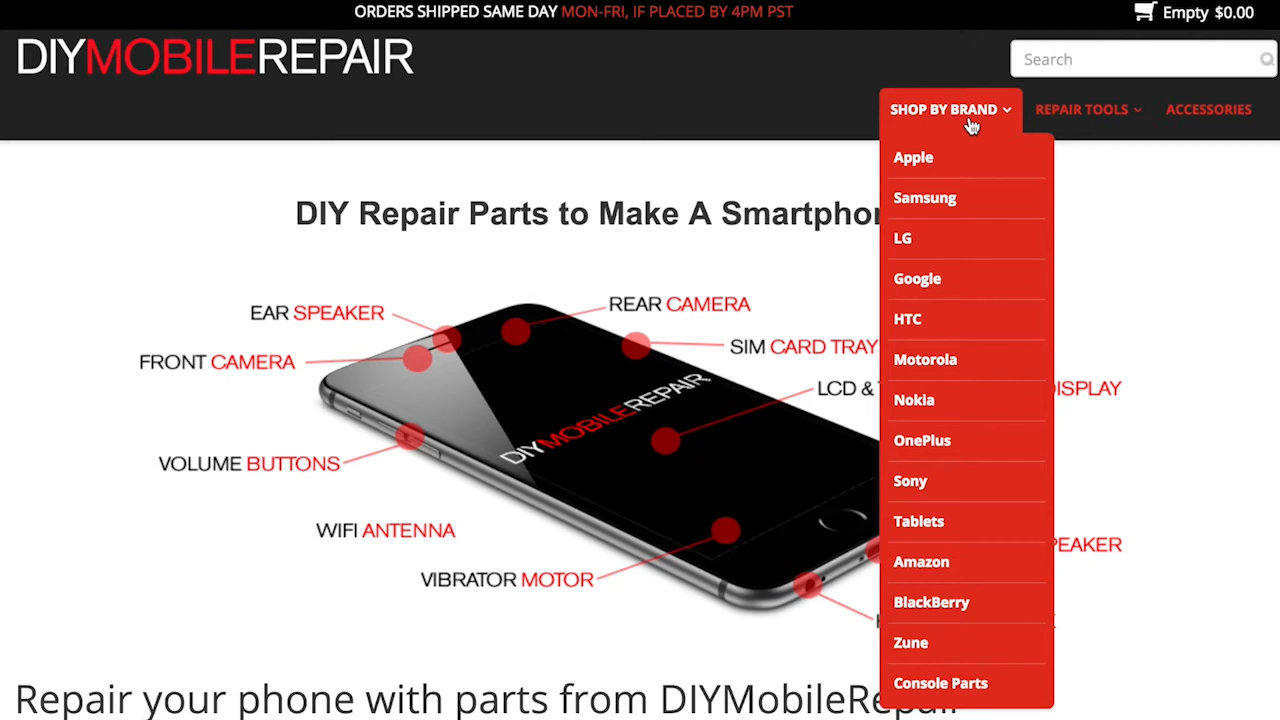 ORDERS SHIPPED SAME DAY MON-FRI, IF PLACED BY 4PM PST
Empty $0.00
DIYMOBILEREPAIR
Search
SHOP BY BRAND
REPAIR TOOLS
ACCESSORIES
Apple
Samsung
LG
Google
HTC
Motorola
Nokia
OnePlus
Sony
Tablets
Amazon
BlackBerry
Zune
Console Parts
DIY Repair Parts to Make A
EAR SPEAKER
REAR CAMERA
FRONT CAMERA
SIM CARD TRAY
LCD &
DISPLAY
DIYMOBILEREPAIR
VOLUME BUTTONS
WIFI ANTENNA
VIBRATOR MOTOR
Repair your phone with parts from DIYMobileRepair